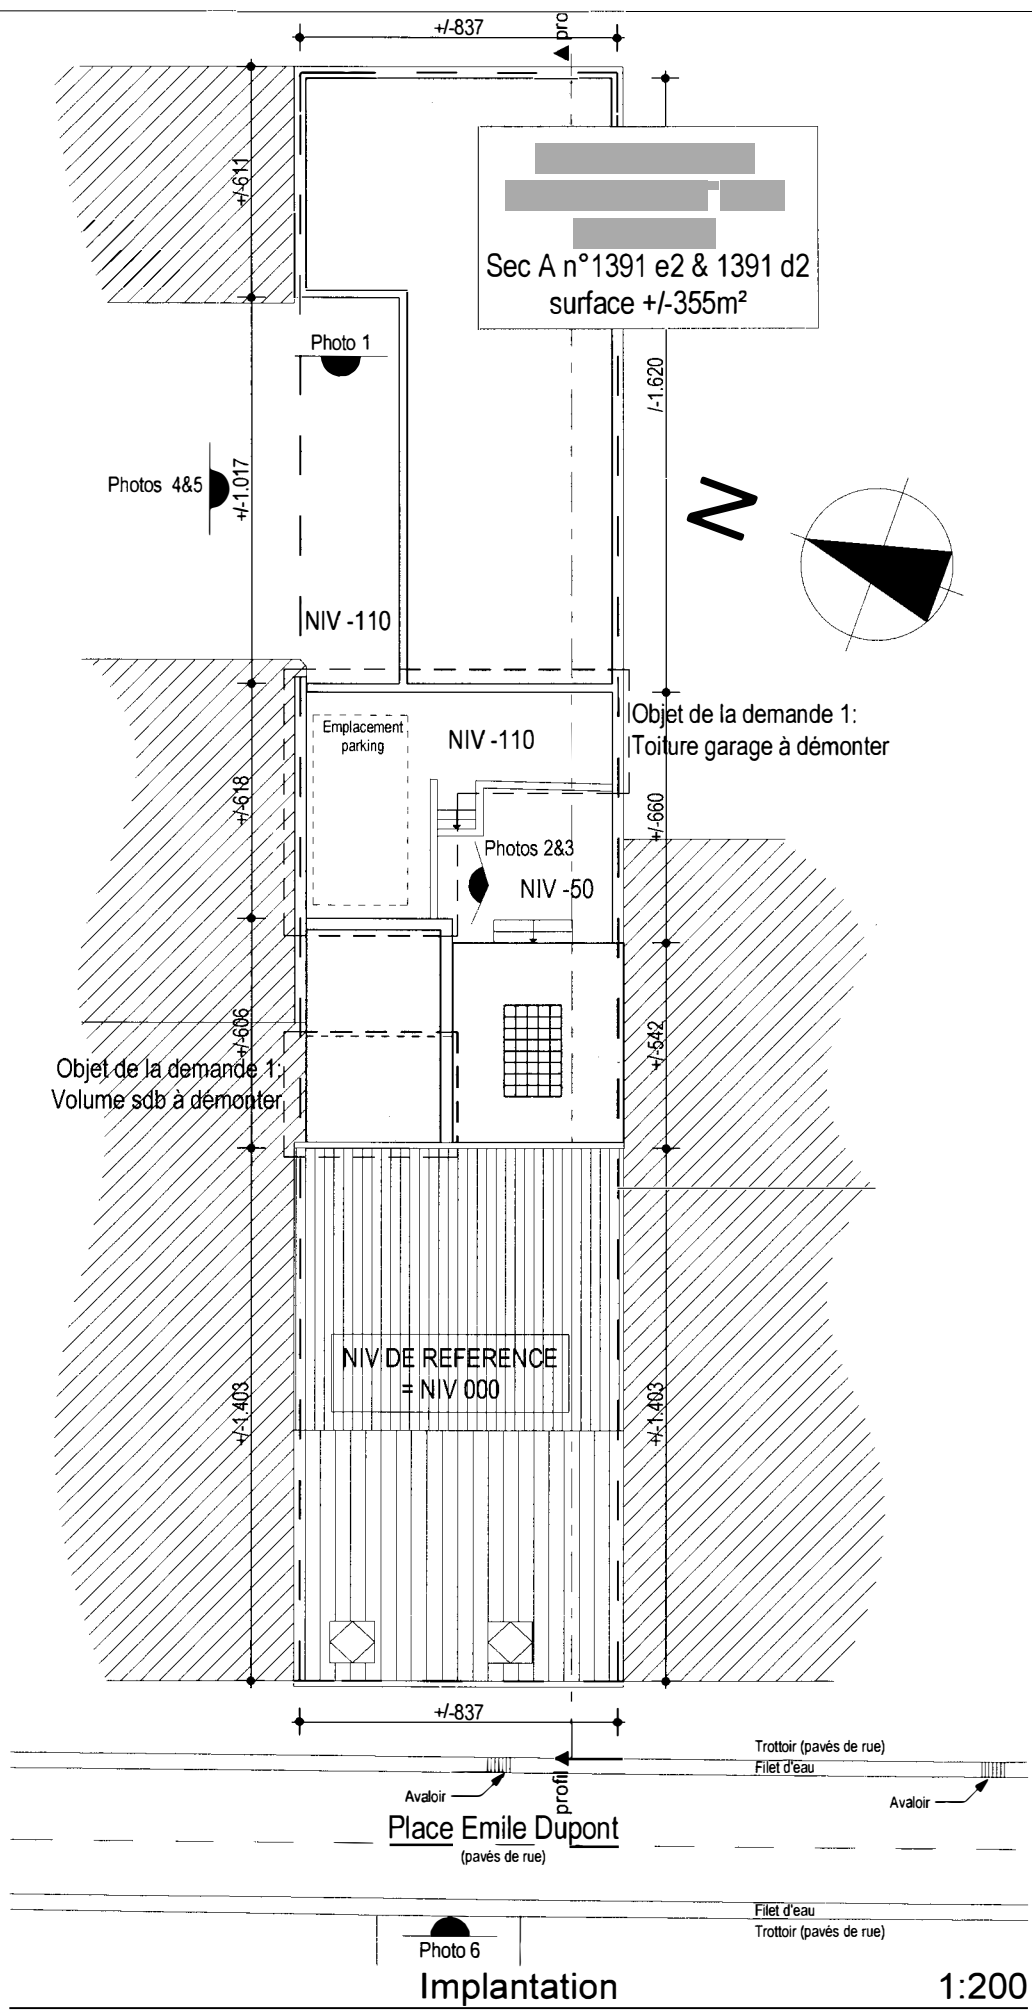 +/-837
pro
+/-611
Sec A n°1391 e2 & 1391 d2
surface +/-355m²
Photo 1
/-1.620
Photos 4&5
+/-1.017
N
NIV -110
Emplacement
parking
NIV -110
Objet de la demande 1:
Toiture garage à démonter
+/-618
+/-660
Photos 2&3
NIV -50
+/-606
+/-542
Objet de la demande 1:
Volume sdb à démonter
NIV DE REFERENCE
= NIV 000
+/-1.403
+/-1.403
+/-837
Trottoir (pavés de rue)
Filet d'eau
profil
Avaloir
Avaloir
Place Emile Dupont
(pavés de rue)
Filet d'eau
Trottoir (pavés de rue)
Photo 6
Implantation 1:200